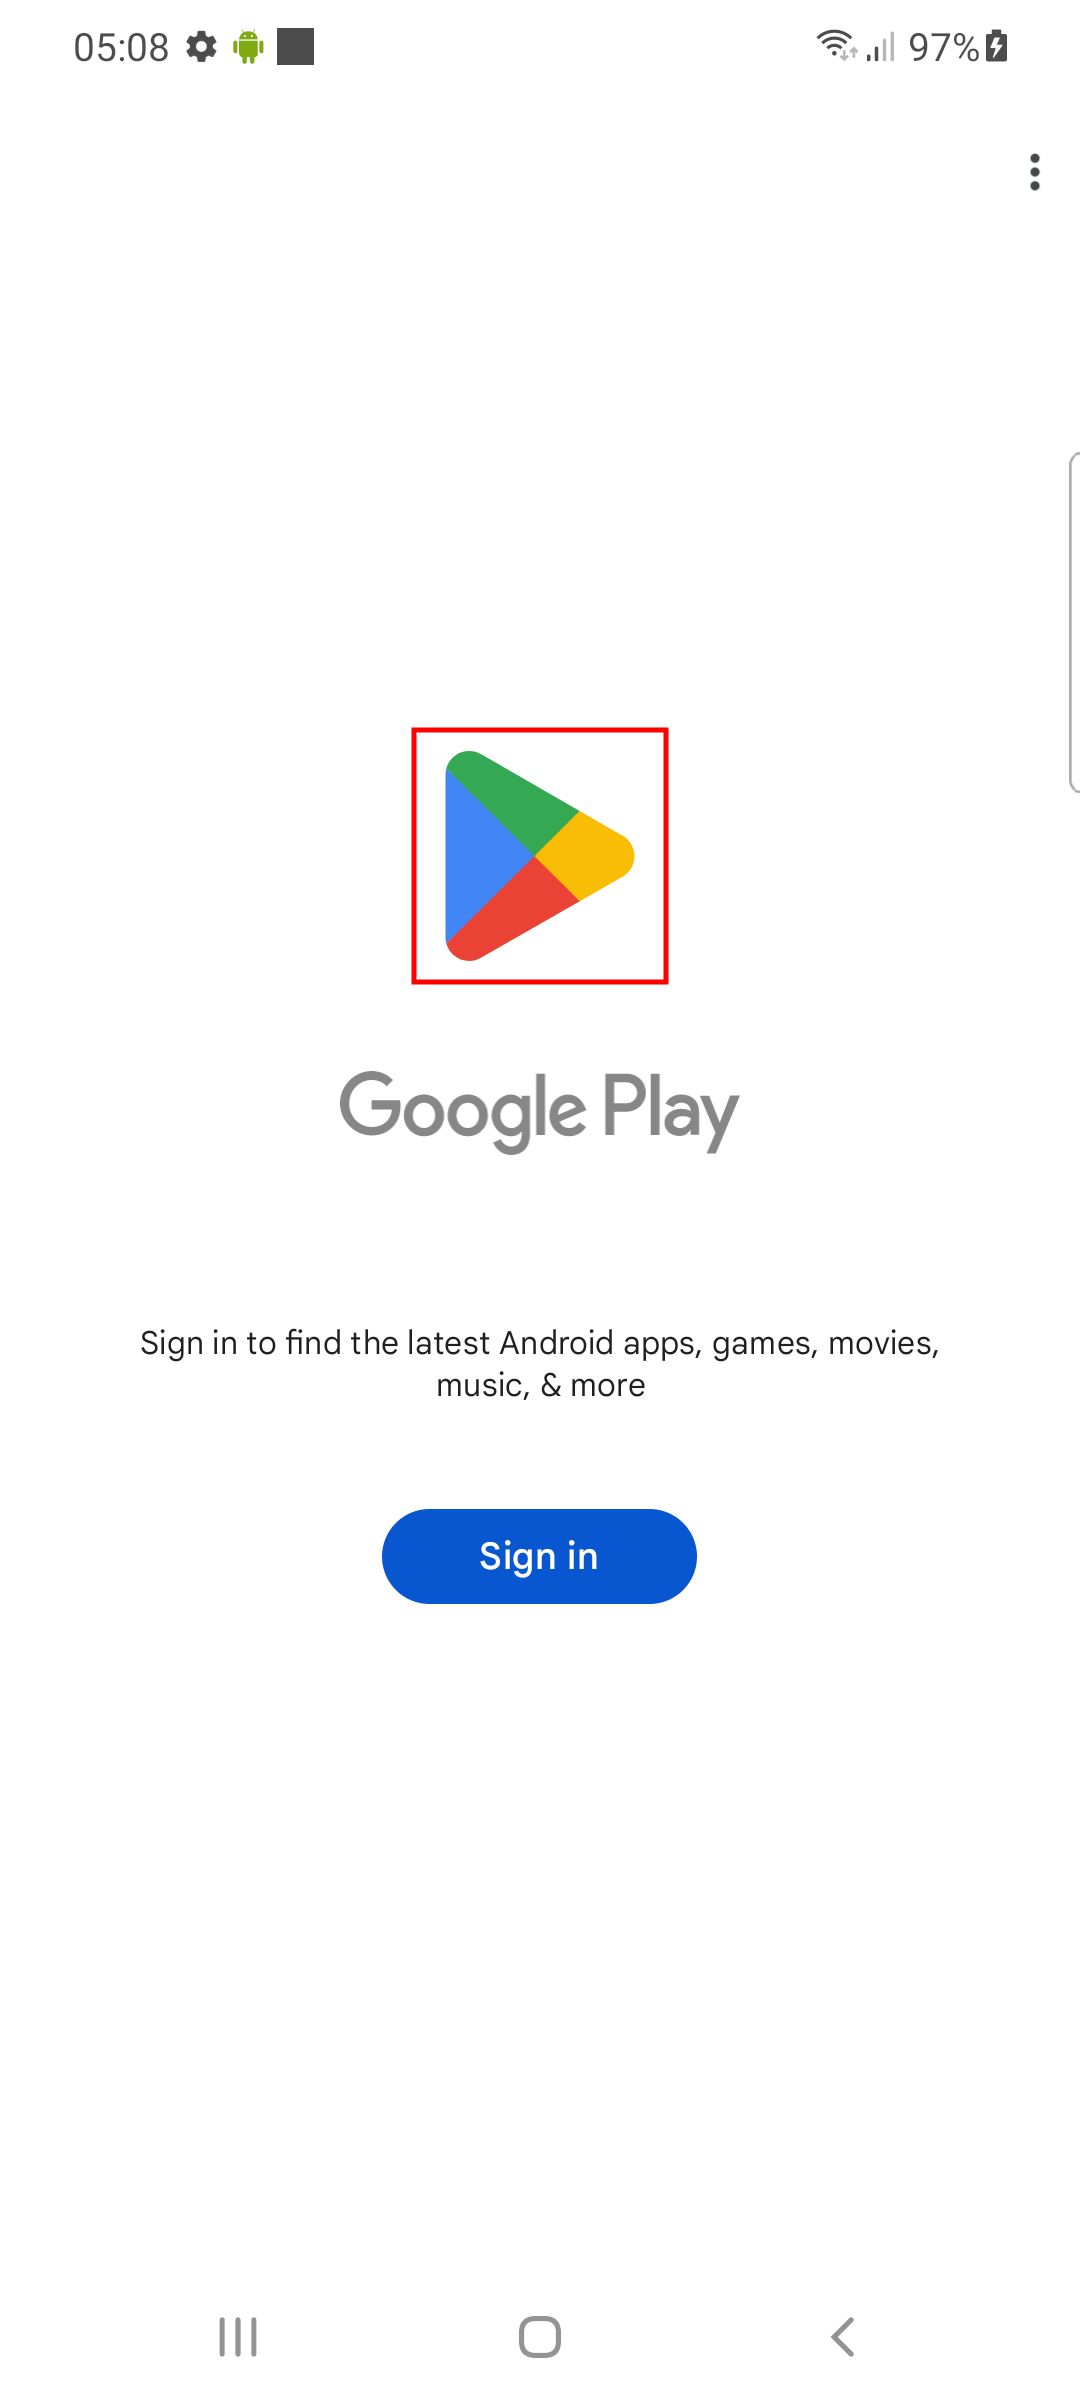 05:08 97%
Google Play
Sign in to find the latest Android apps, games, movies,
music, & more
Sign in